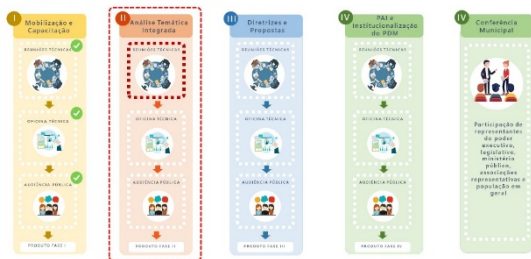 I
Mobilização e
Capacitação
REUNIÕES TÉCNICAS
OFICINA TÉCNICA
AUDIÊNCIA PÚBLICA
PRODUTO FASE I
II
Análise Temática
Integrada
REUNIÕES TÉCNICAS
OFICINA TÉCNICA
AUDIÊNCIA PÚBLICA
PRODUTO FASE II
III
Diretrizes e
Propostas
REUNIÕES TÉCNICAS
OFICINA TÉCNICA
AUDIÊNCIA PÚBLICA
PRODUTO FASE III
IV
PAI e
Institucionalização
do PDM
REUNIÕES TÉCNICAS
OFICINA TÉCNICA
AUDIÊNCIA PÚBLICA
PRODUTO FASE IV
IV
Conferência
Municipal
Participação de
representantes
do poder
executivo,
legislativo,
ministério
público,
associações
representativas e
população em
geral